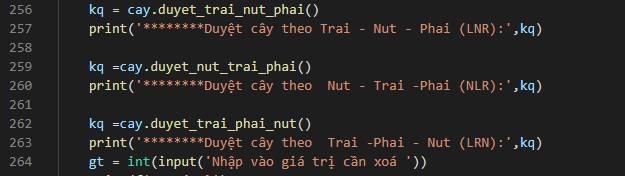 256 kq = cay.duyet_trai_nut_phai()
257 print('********Duyệt cây theo Trai - Nut - Phai (LNR):',kq)
258
259 kq =cay.duyet_nut_trai_phai()
260 print('********Duyệt cây theo  Nut - Trai -Phai (NLR):',kq)
261
262 kq =cay.duyet_trai_phai_nut()
263 print('********Duyệt cây theo  Trai -Phai - Nut (LRN):',kq)
264 gt = int(input('Nhập vào giá trị cần xoá '))